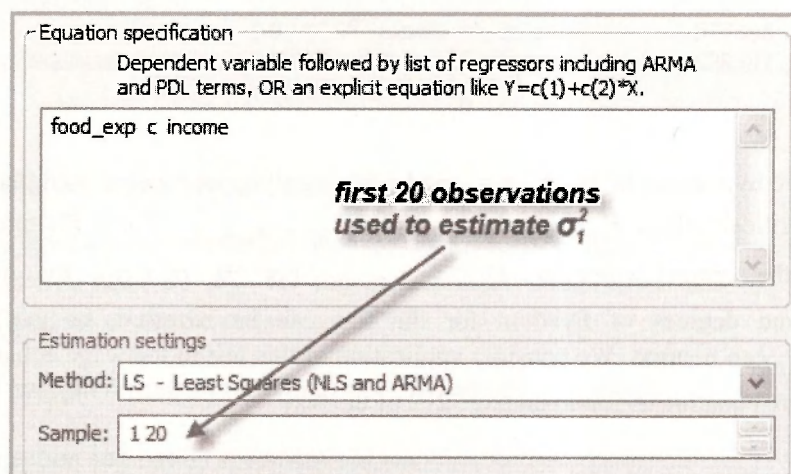 Equation specification
Dependent variable followed by list of regressors including ARMA
and PDL terms, OR an explicit equation like Y=c(1)+c(2)*X.
food_exp c income
first 20 observations
used to estimate σ₁²
Estimation settings
Method: LS - Least Squares (NLS and ARMA)
Sample: 1 20